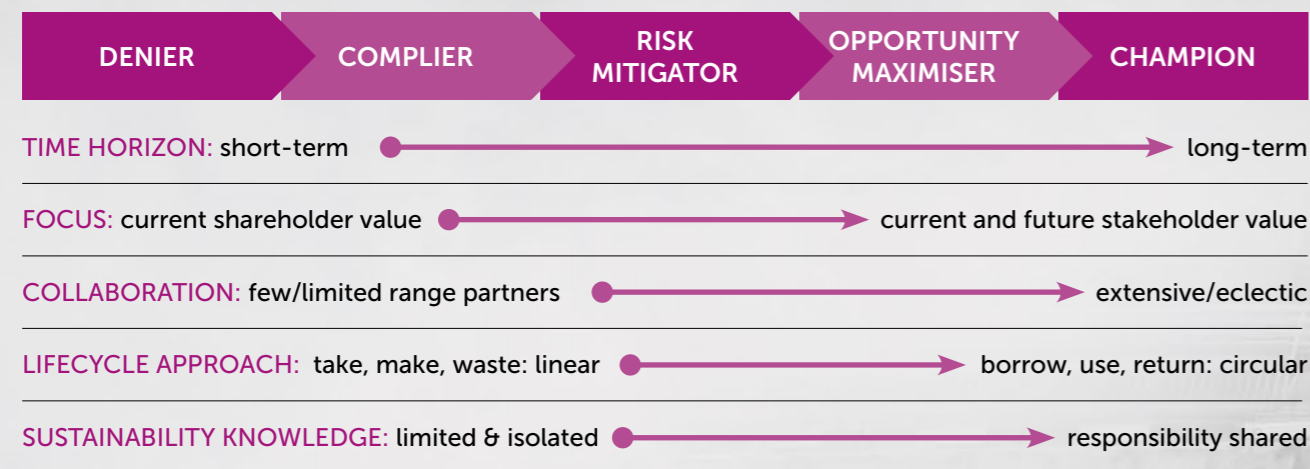 DENIER
COMPLIER
RISK
MITIGATOR
OPPORTUNITY
MAXIMISER
CHAMPION
TIME HORIZON: short-term long-term
FOCUS: current shareholder value current and future stakeholder value
COLLABORATION: few/limited range partners extensive/eclectic
LIFECYCLE APPROACH: take, make, waste: linear borrow, use, return: circular
SUSTAINABILITY KNOWLEDGE: limited & isolated responsibility shared